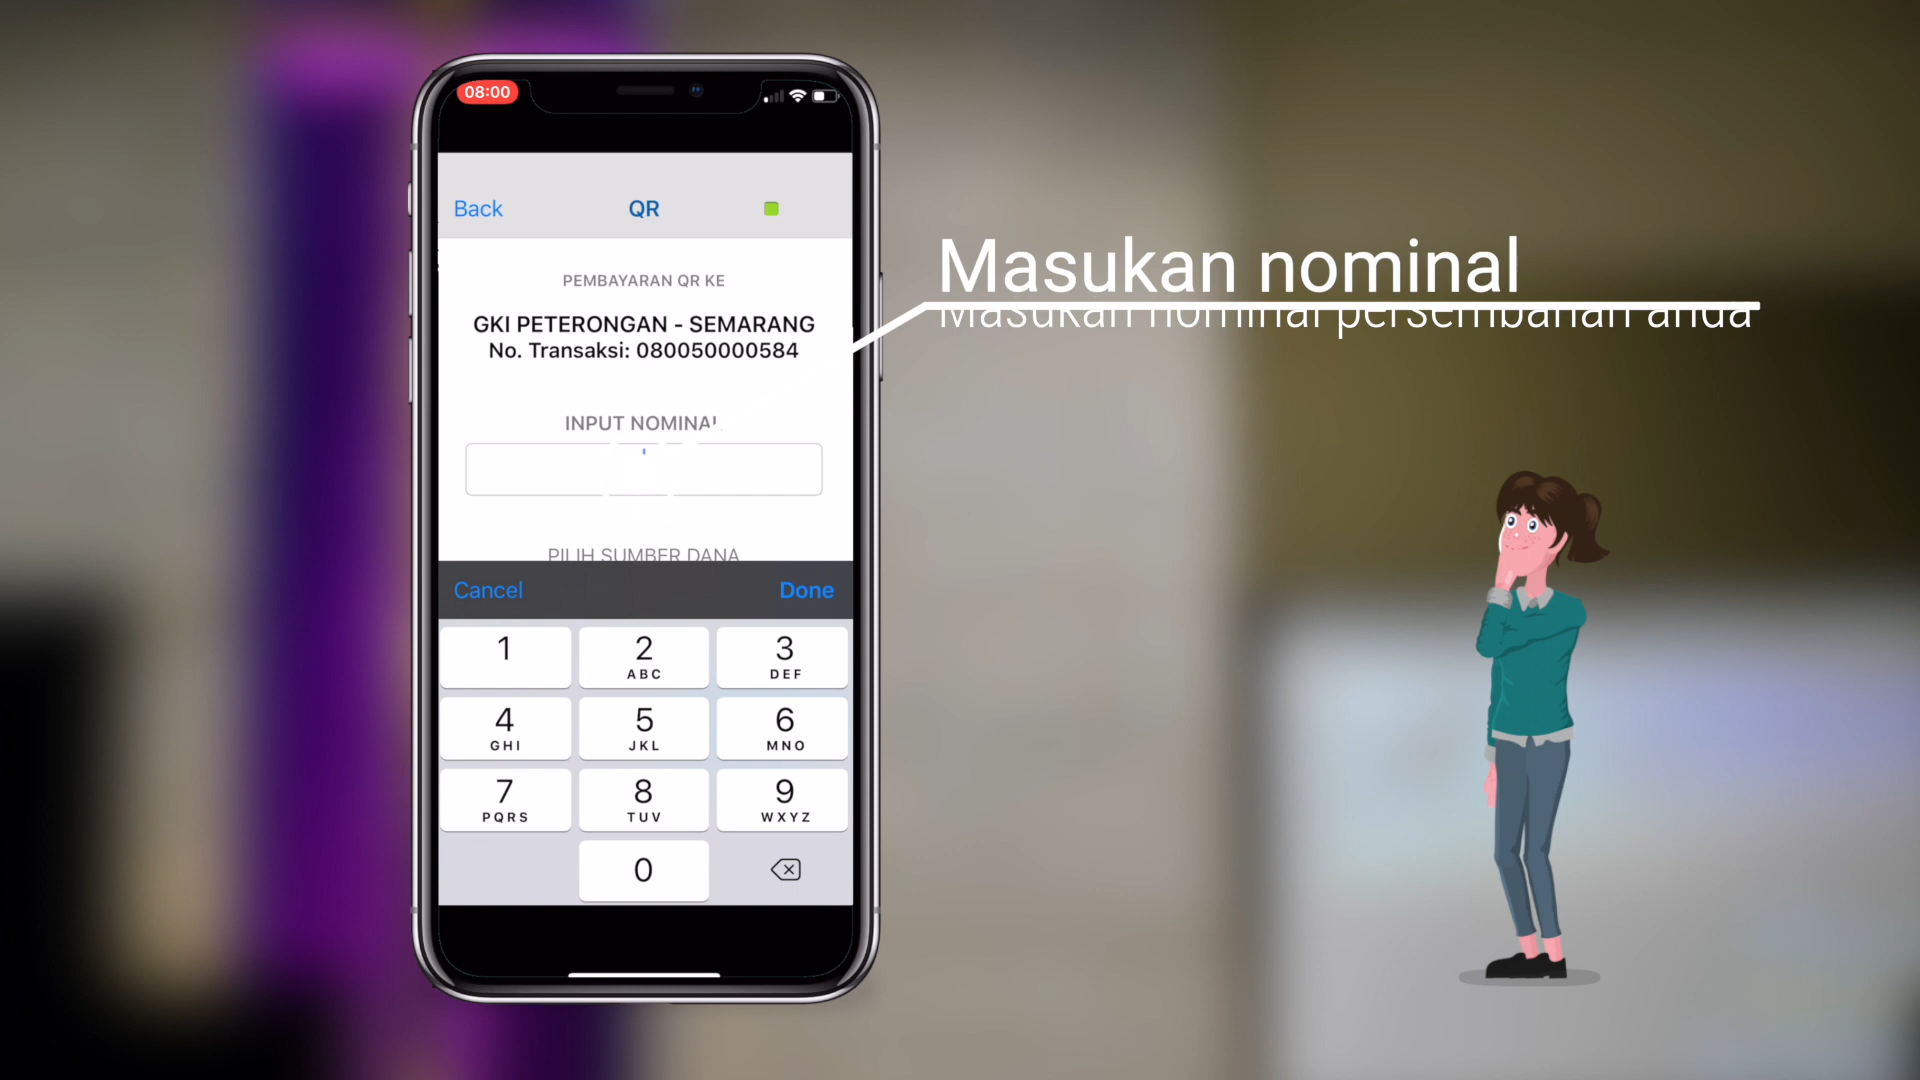 08:00
Back
QR
PEMBAYARAN QR KE
GKI PETERONGAN - SEMARANG
No. Transaksi: 080050000584
INPUT NOMINAL
PILIH SUMBER DANA
Cancel
Done
1
2
ABC
3
DEF
4
GHI
5
JKL
6
MNO
7
PQRS
8
TUV
9
WXYZ
0
Masukan nominal
Masukan nominal persembahan anda